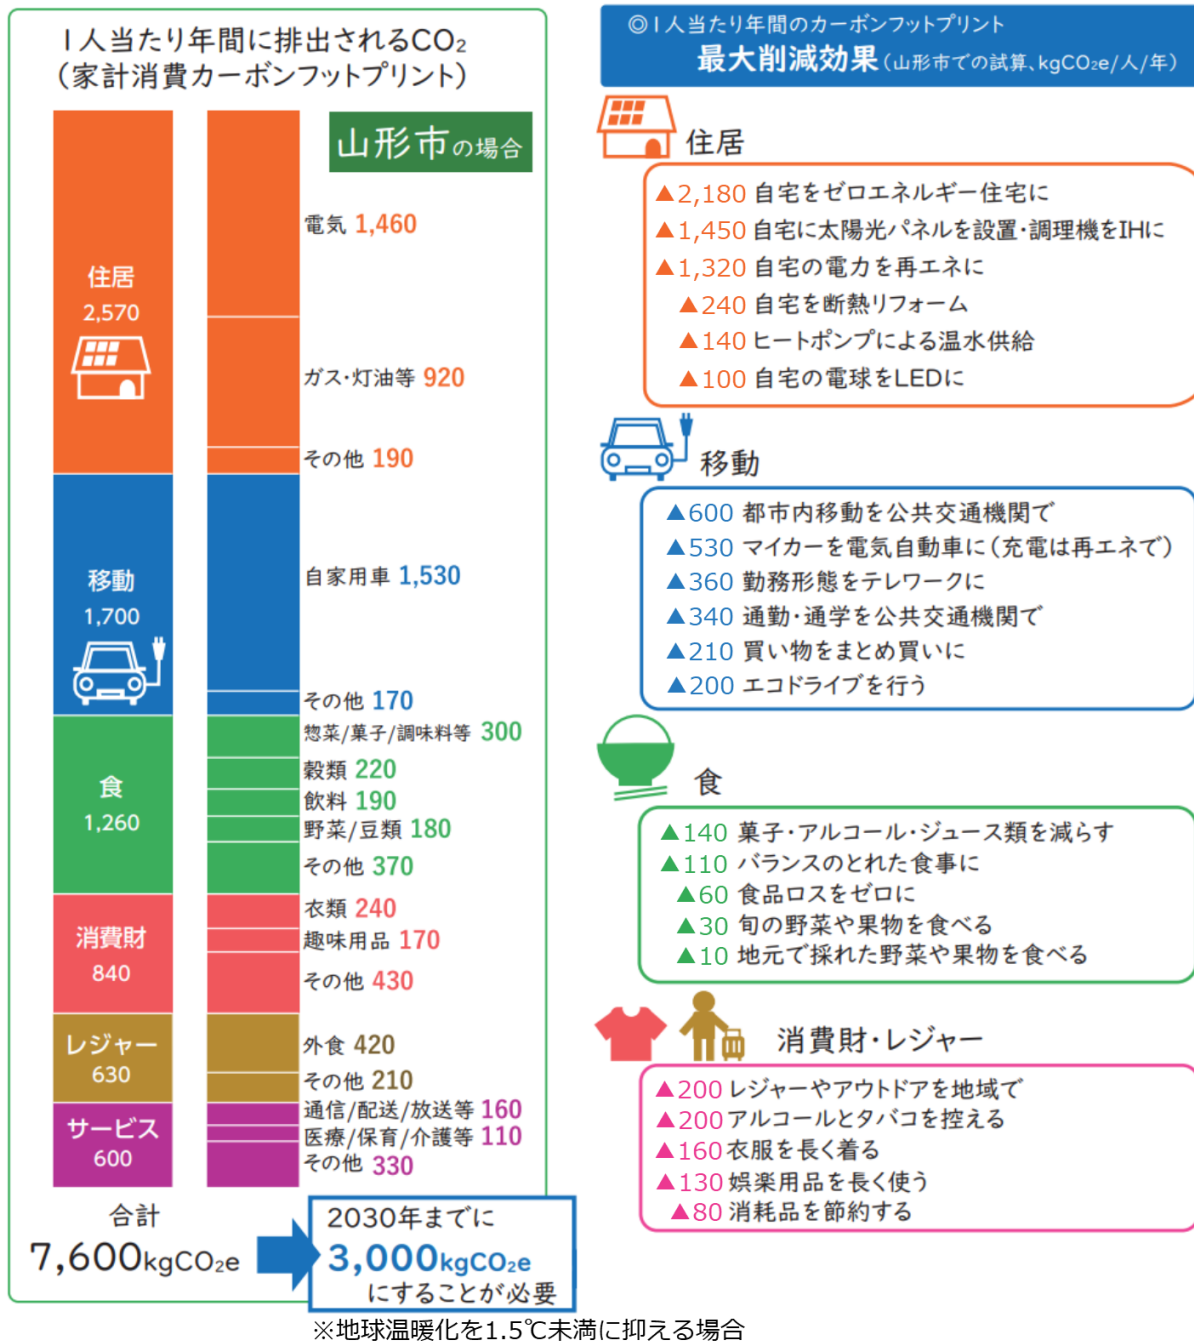 1人当たり年間に排出されるCO₂
(家計消費カーボンフットプリント)
山形市の場合
住居
2,570
電気 1,460
ガス・灯油等 920
その他 190
移動
1,700
自家用車 1,530
その他 170
食
1,260
惣菜/菓子/調味料等 300
穀類 220
飲料 190
野菜/豆類 180
その他 370
消費財
840
衣類 240
趣味用品 170
その他 430
レジャー
630
外食 420
その他 210
サービス
600
通信/配送/放送等 160
医療/保育/介護等 110
その他 330
合計
7,600kgCO₂e
2030年までに
3,000kgCO₂e
にすることが必要
※地球温暖化を1.5℃未満に抑える場合
◎1人当たり年間のカーボンフットプリント
最大削減効果(山形市での試算、kgCO₂e/人/年)
住居
▲2,180 自宅をゼロエネルギー住宅に
▲1,450 自宅に太陽光パネルを設置・調理機をIHに
▲1,320 自宅の電力を再エネに
▲240 自宅を断熱リフォーム
▲140 ヒートポンプによる温水供給
▲100 自宅の電球をLEDに
移動
▲600 都市内移動を公共交通機関で
▲530 マイカーを電気自動車に(充電は再エネで)
▲360 勤務形態をテレワークに
▲340 通勤・通学を公共交通機関で
▲210 買い物をまとめ買いに
▲200 エコドライブを行う
食
▲140 菓子・アルコール・ジュース類を減らす
▲110 バランスのとれた食事に
▲60 食品ロスをゼロに
▲30 旬の野菜や果物を食べる
▲10 地元で採れた野菜や果物を食べる
消費財・レジャー
▲200 レジャーやアウトドアを地域で
▲200 アルコールとタバコを控える
▲160 衣服を長く着る
▲130 娯楽用品を長く使う
▲80 消耗品を節約する